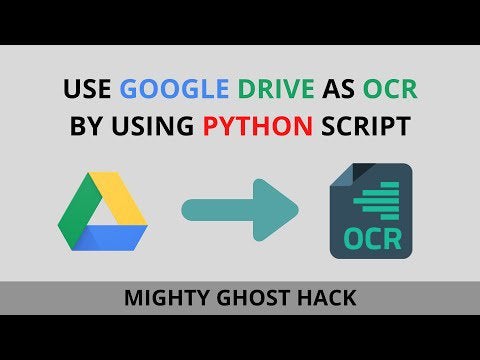 USE GOOGLE DRIVE AS OCR
BY USING PYTHON SCRIPT
OCR
MIGHTY GHOST HACK